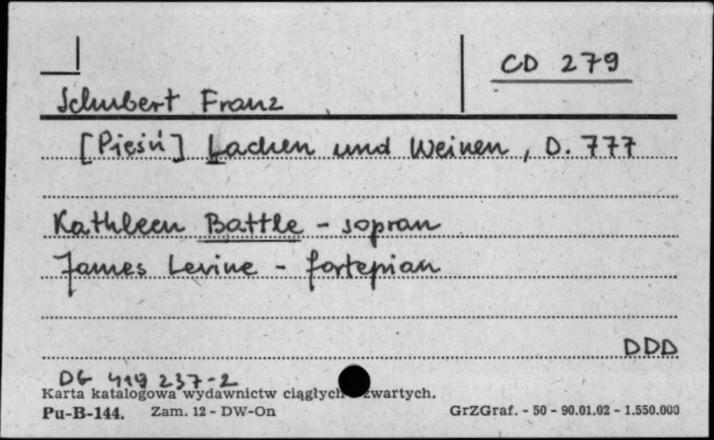 CD 279
Schubert Franz
[Pieśń] Lachen und Weinen, D. 777
Kathleen Battle - sopran
James Levine - fortepian
DDD
DG 419 237-2
Karta katalogowa wydawnictw ciągłych zwartych.
Pu-B-144. Zam. 12 - DW-On GrZGraf. - 50 - 90.01.02 - 1.550.000